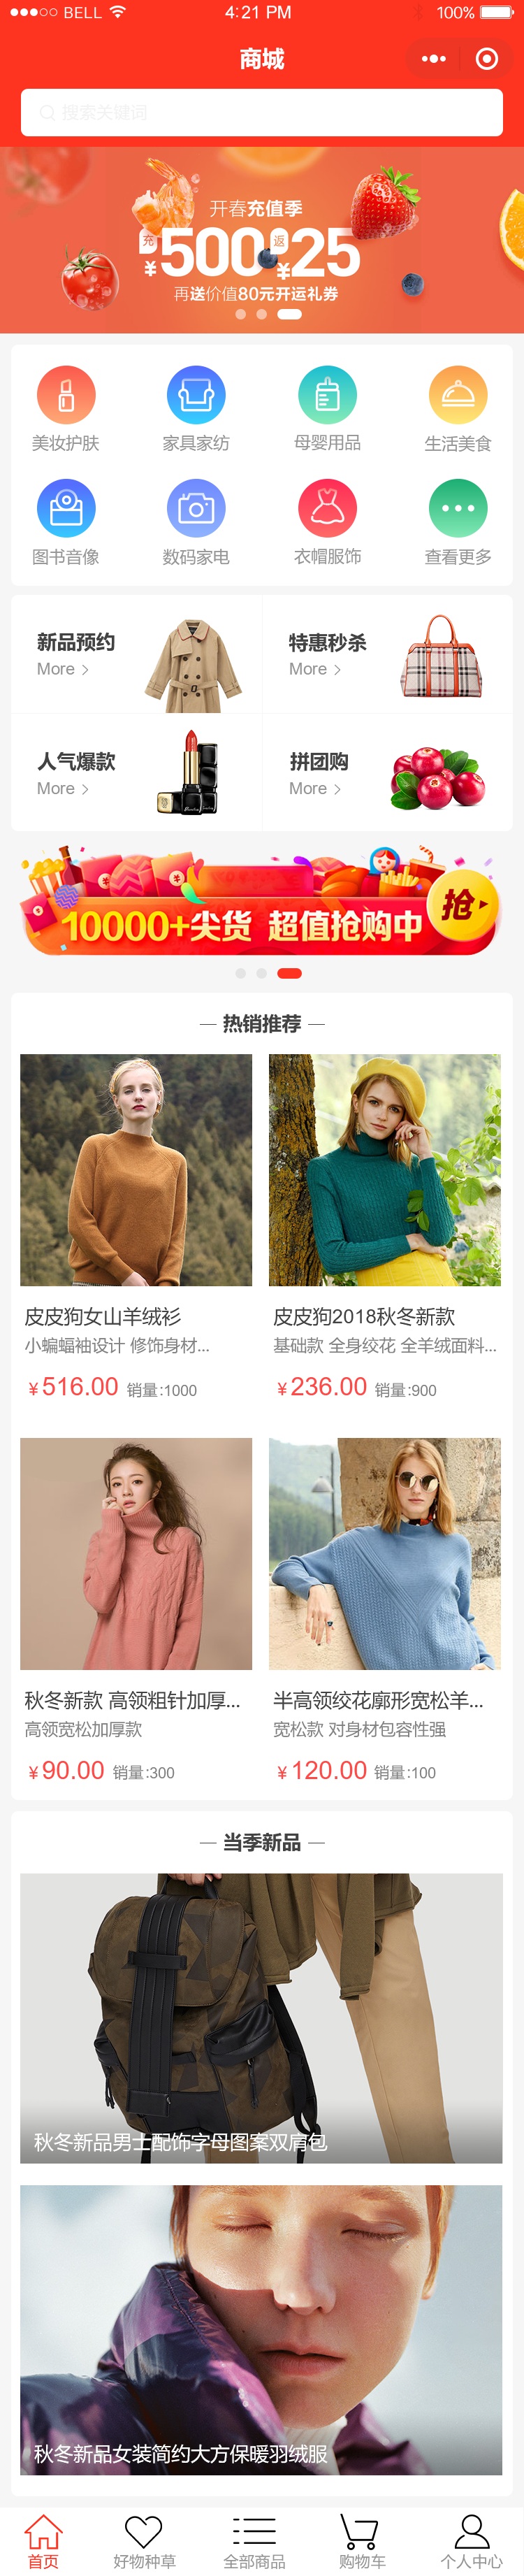 BELL 4:21 PM 100%
商城
搜索关键词
开春充值季
充 ¥500 返 ¥25
再送价值80元开运礼券
美妆护肤 家具家纺 母婴用品 生活美食
图书音像 数码家电 衣帽服饰 查看更多
新品预约 特惠秒杀
More More
人气爆款 拼团购
More More
10000+尖货 超值抢购中 抢
热销推荐
皮皮狗女山羊绒衫 皮皮狗2018秋冬新款
小蝙蝠袖设计 修饰身材... 基础款 全身绞花 全羊绒面料...
¥516.00 销量:1000 ¥236.00 销量:900
秋冬新款 高领粗针加厚... 半高领绞花廓形宽松羊...
高领宽松加厚款 宽松款 对身材包容性强
¥90.00 销量:300 ¥120.00 销量:100
当季新品
秋冬新品男士配饰字母图案双肩包
秋冬新品女装简约大方保暖羽绒服
首页 好物种草 全部商品 购物车 个人中心